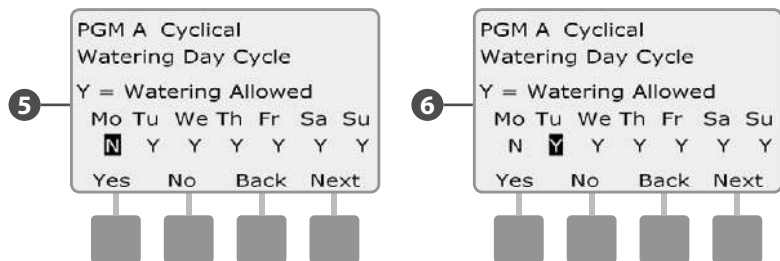 5
PGM A Cyclical
Watering Day Cycle
Y = Watering Allowed
Mo Tu We Th Fr Sa Su
N Y Y Y Y Y Y
Yes No Back Next
6
PGM A Cyclical
Watering Day Cycle
Y = Watering Allowed
Mo Tu We Th Fr Sa Su
N Y Y Y Y Y Y
Yes No Back Next